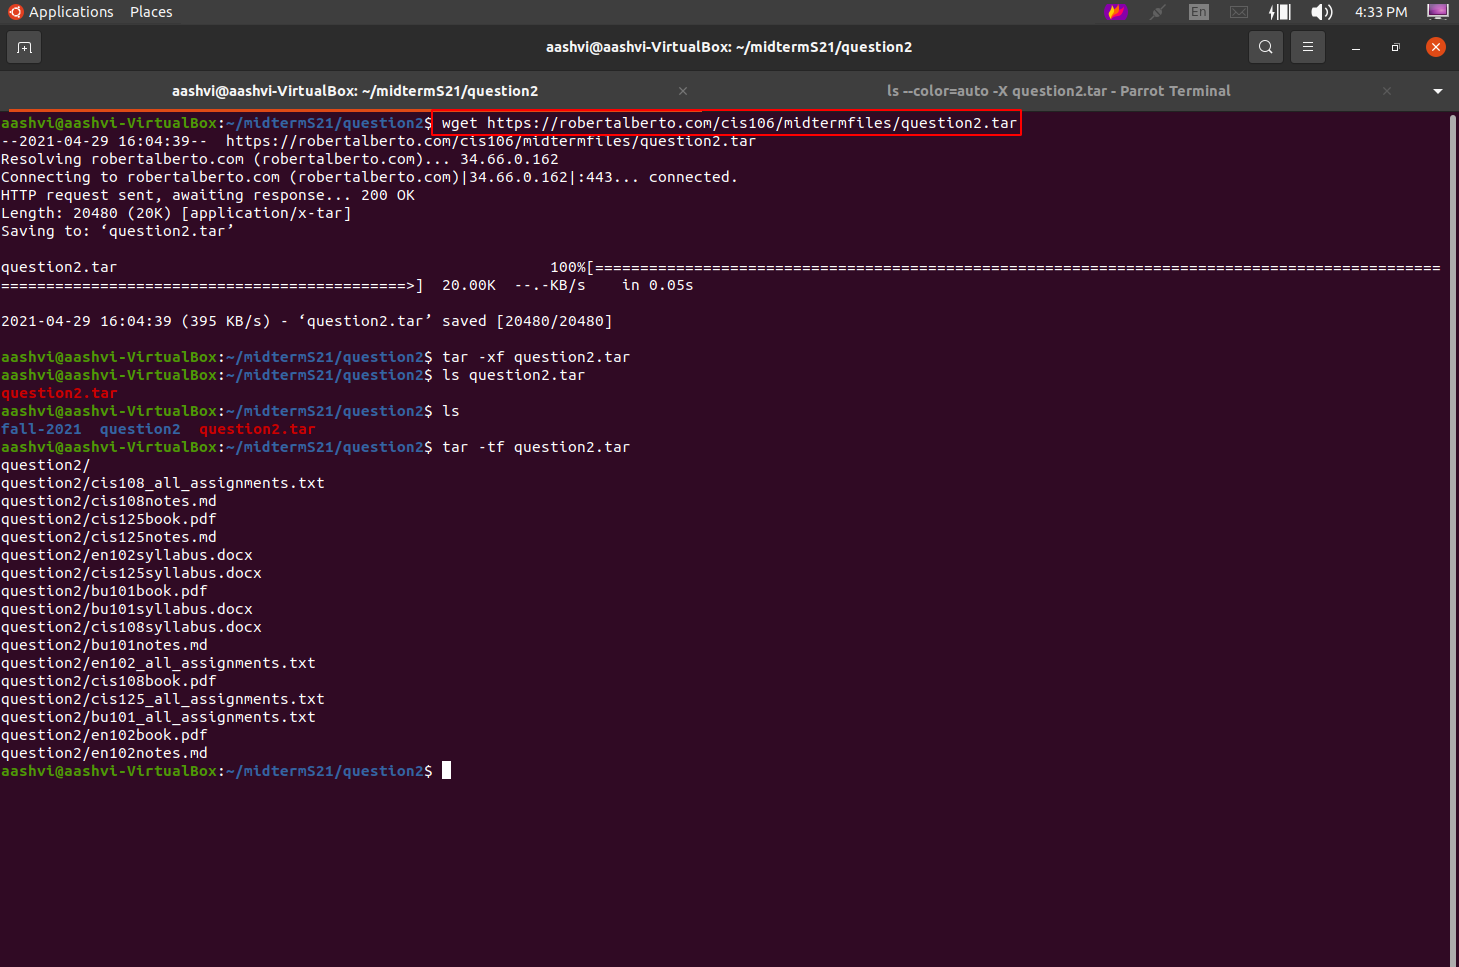 Applications Places En 4:33 PM
aashvi@aashvi-VirtualBox: ~/midtermS21/question2
aashvi@aashvi-VirtualBox: ~/midtermS21/question2 ls --color=auto -X question2.tar - Parrot Terminal
aashvi@aashvi-VirtualBox:~/midtermS21/question2$ wget https://robertalberto.com/cis106/midtermfiles/question2.tar
--2021-04-29 16:04:39--  https://robertalberto.com/cis106/midtermfiles/question2.tar
Resolving robertalberto.com (robertalberto.com)... 34.66.0.162
Connecting to robertalberto.com (robertalberto.com)|34.66.0.162|:443... connected.
HTTP request sent, awaiting response... 200 OK
Length: 20480 (20K) [application/x-tar]
Saving to: ‘question2.tar’
question2.tar 100%[==============================================================================================
=============================================>]  20.00K  --.-KB/s    in 0.05s
2021-04-29 16:04:39 (395 KB/s) - ‘question2.tar’ saved [20480/20480]
aashvi@aashvi-VirtualBox:~/midtermS21/question2$ tar -xf question2.tar
aashvi@aashvi-VirtualBox:~/midtermS21/question2$ ls question2.tar
question2.tar
aashvi@aashvi-VirtualBox:~/midtermS21/question2$ ls
fall-2021  question2  question2.tar
aashvi@aashvi-VirtualBox:~/midtermS21/question2$ tar -tf question2.tar
question2/
question2/cis108_all_assignments.txt
question2/cis108notes.md
question2/cis125book.pdf
question2/cis125notes.md
question2/en102syllabus.docx
question2/cis125syllabus.docx
question2/bu101book.pdf
question2/bu101syllabus.docx
question2/cis108syllabus.docx
question2/bu101notes.md
question2/en102_all_assignments.txt
question2/cis108book.pdf
question2/cis125_all_assignments.txt
question2/bu101_all_assignments.txt
question2/en102book.pdf
question2/en102notes.md
aashvi@aashvi-VirtualBox:~/midtermS21/question2$